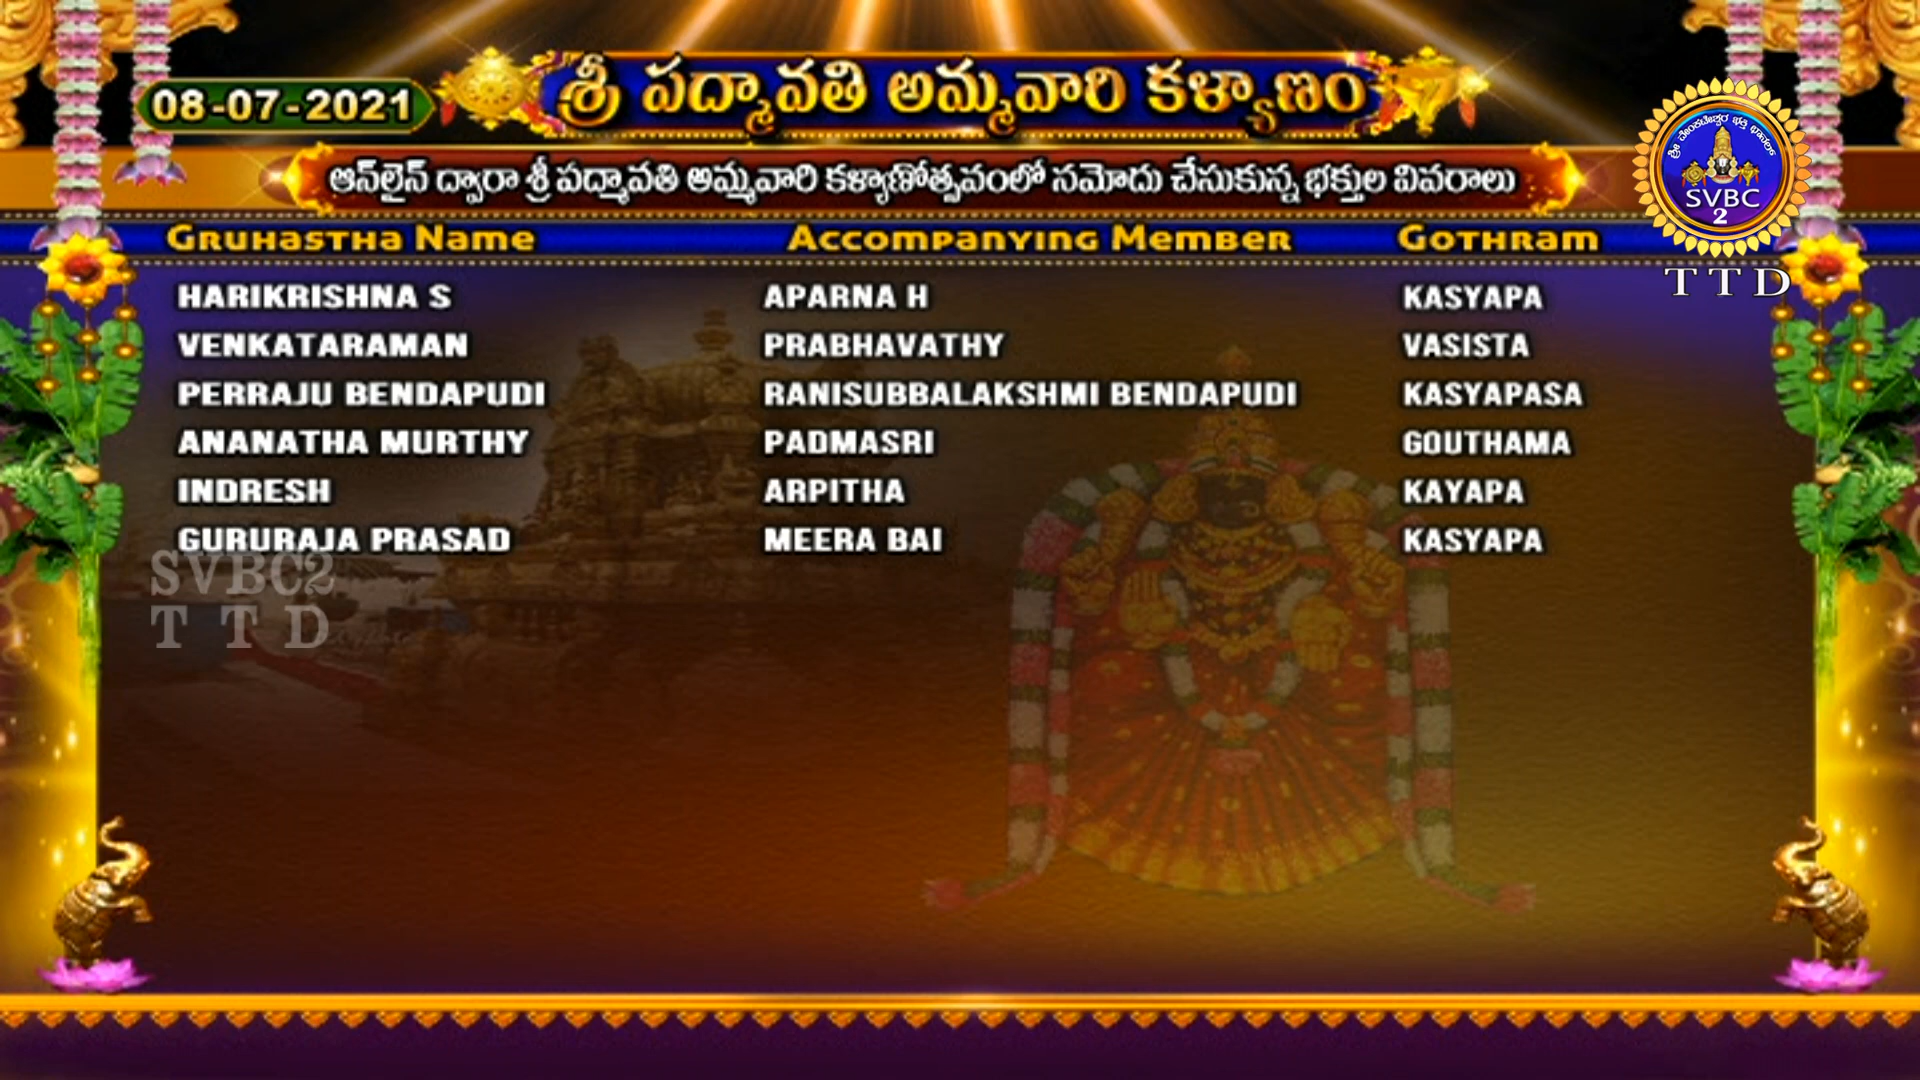 08-07-2021
శ్రీ పద్మావతి అమ్మవారి కళ్యాణం
ఆన్‌లైన్ ద్వారా శ్రీ పద్మావతి అమ్మవారి కళ్యాణోత్సవంలో నమోదు చేసుకున్న భక్తుల వివరాలు
SVBC
2
TTD
Gruhastha Name Accompanying Member Gothram
HARIKRISHNA S APARNA H KASYAPA
VENKATARAMAN PRABHAVATHY VASISTA
PERRAJU BENDAPUDI RANISUBBALAKSHMI BENDAPUDI KASYAPASA
ANANATHA MURTHY PADMASRI GOUTHAMA
INDRESH ARPITHA KAYAPA
GURURAJA PRASAD MEERA BAI KASYAPA
SVBC2
TTD